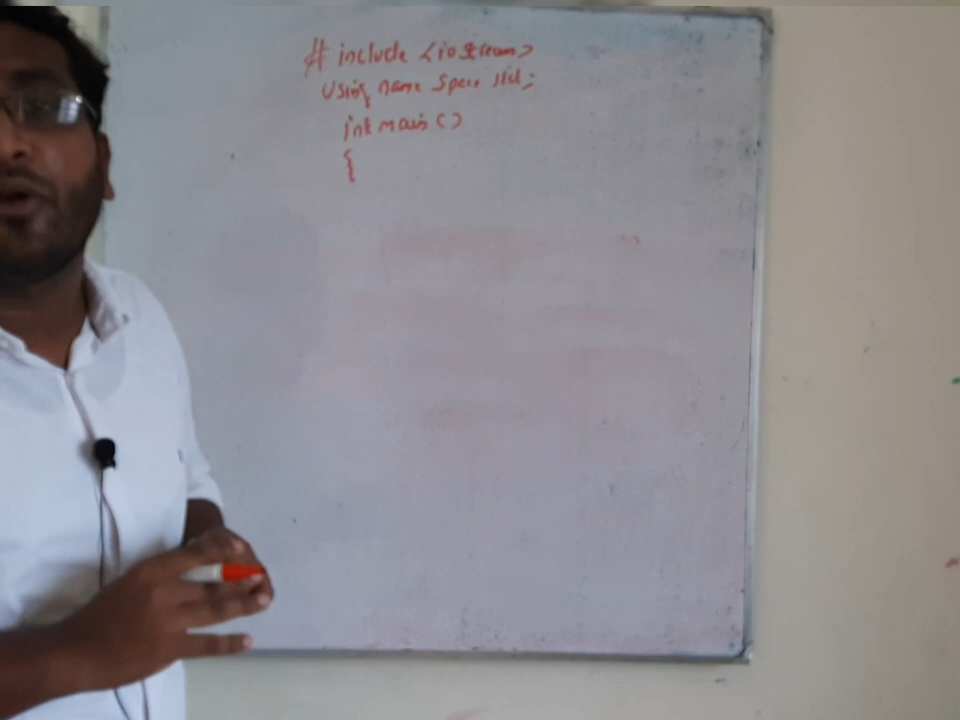 # include <iostream>
using name space std;
int main ()
{